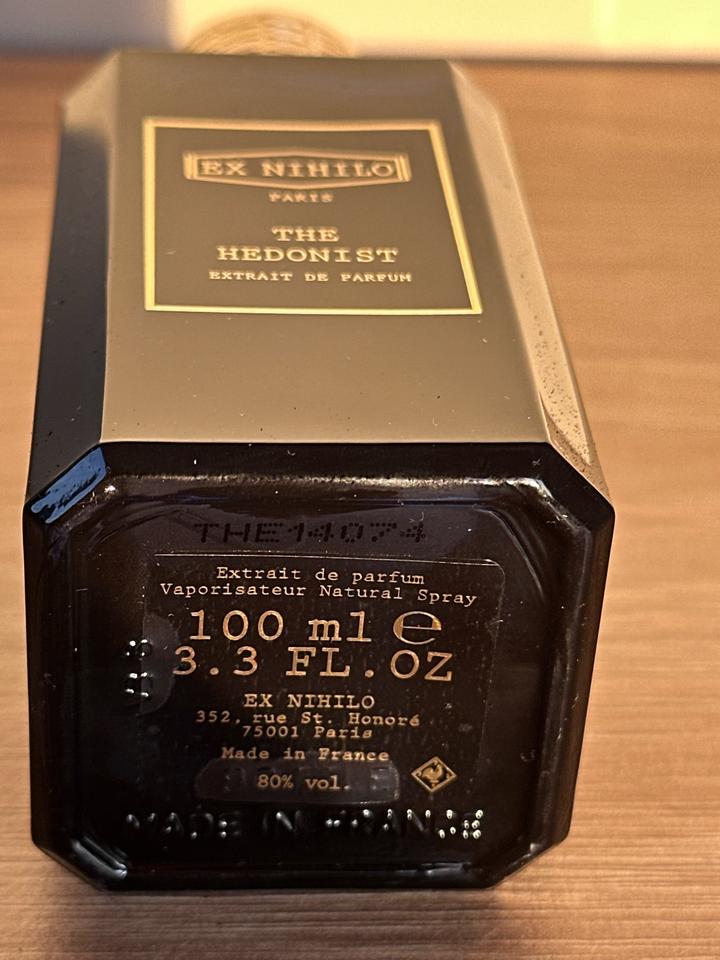 EX NIHILO
PARIS
THE
HEDONIST
EXTRAIT DE PARFUM
THE14074
Extrait de parfum
Vaporisateur Natural Spray
100 ml ℮
3.3 FL.OZ
EX NIHILO
352, rue St. Honoré
75001 Paris
Made in France
80% vol.
MADE IN FRANCE